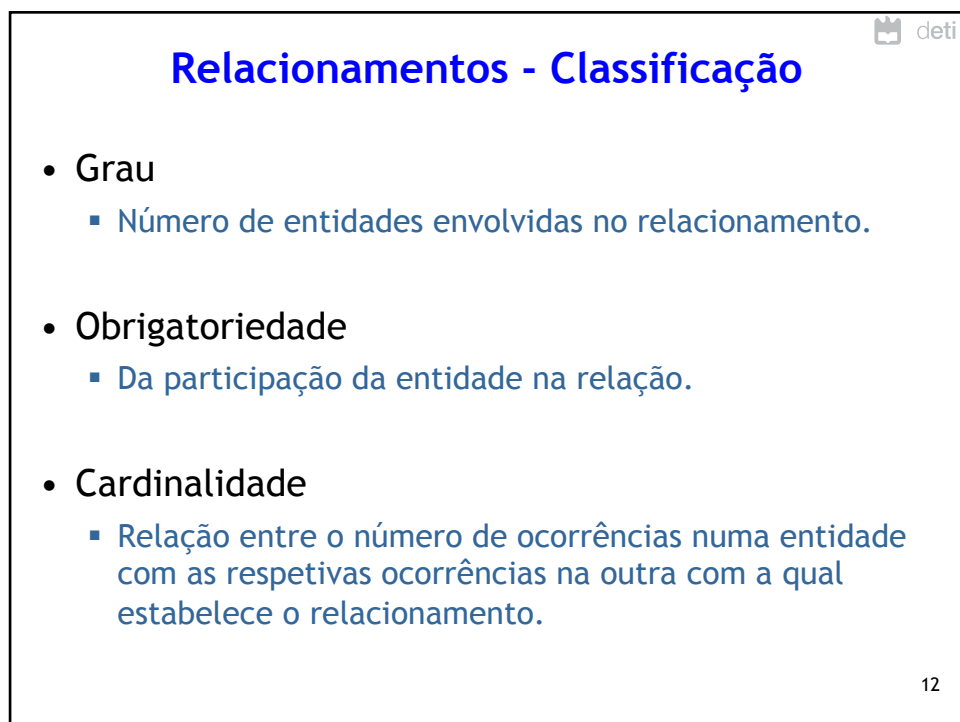 deti
Relacionamentos - Classificação
• Grau
▪ Número de entidades envolvidas no relacionamento.
• Obrigatoriedade
▪ Da participação da entidade na relação.
• Cardinalidade
▪ Relação entre o número de ocorrências numa entidade
com as respetivas ocorrências na outra com a qual
estabelece o relacionamento.
12